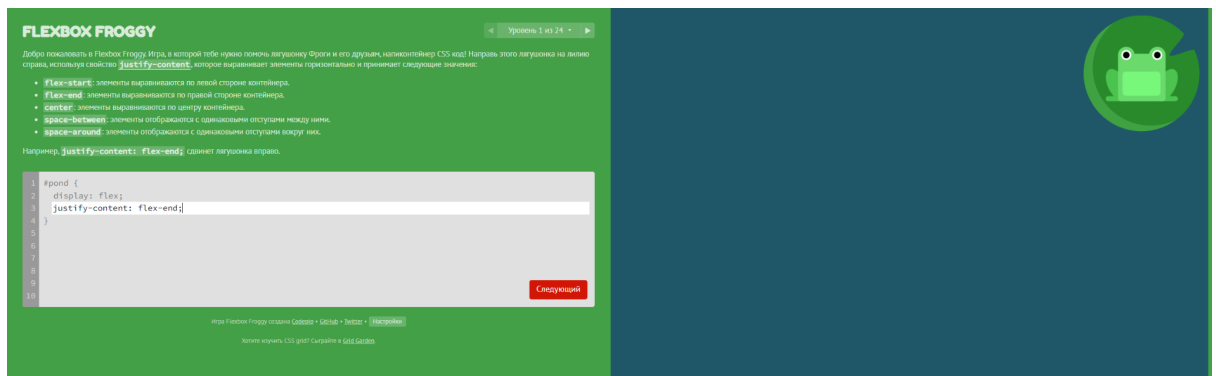 FLEXBOX FROGGY
◀ Уровень 1 из 24 ▶
Добро пожаловать в Flexbox Froggy. Игра, в которой тебе нужно помочь лягушонку Фроги и его друзьям, написав CSS код! Направь этого лягушонка на лилию
справа, используя свойство justify-content, которое выравнивает элементы горизонтально и принимает следующие значения:
• flex-start: элементы выравниваются по левой стороне контейнера.
• flex-end: элементы выравниваются по правой стороне контейнера.
• center: элементы выравниваются по центру контейнера.
• space-between: элементы отображаются с одинаковыми отступами между ними.
• space-around: элементы отображаются с одинаковыми отступами вокруг них.
Например, justify-content: flex-end; сдвинет лягушонка вправо.
1 #pond {
2 display: flex;
3 justify-content: flex-end;
4 }
5
6
7
8
9
10
Следующий
Игра Flexbox Froggy создана Codepip • GitHub • Twitter • Настройки
Хотите изучить CSS grid? Сыграйте в Grid Garden.